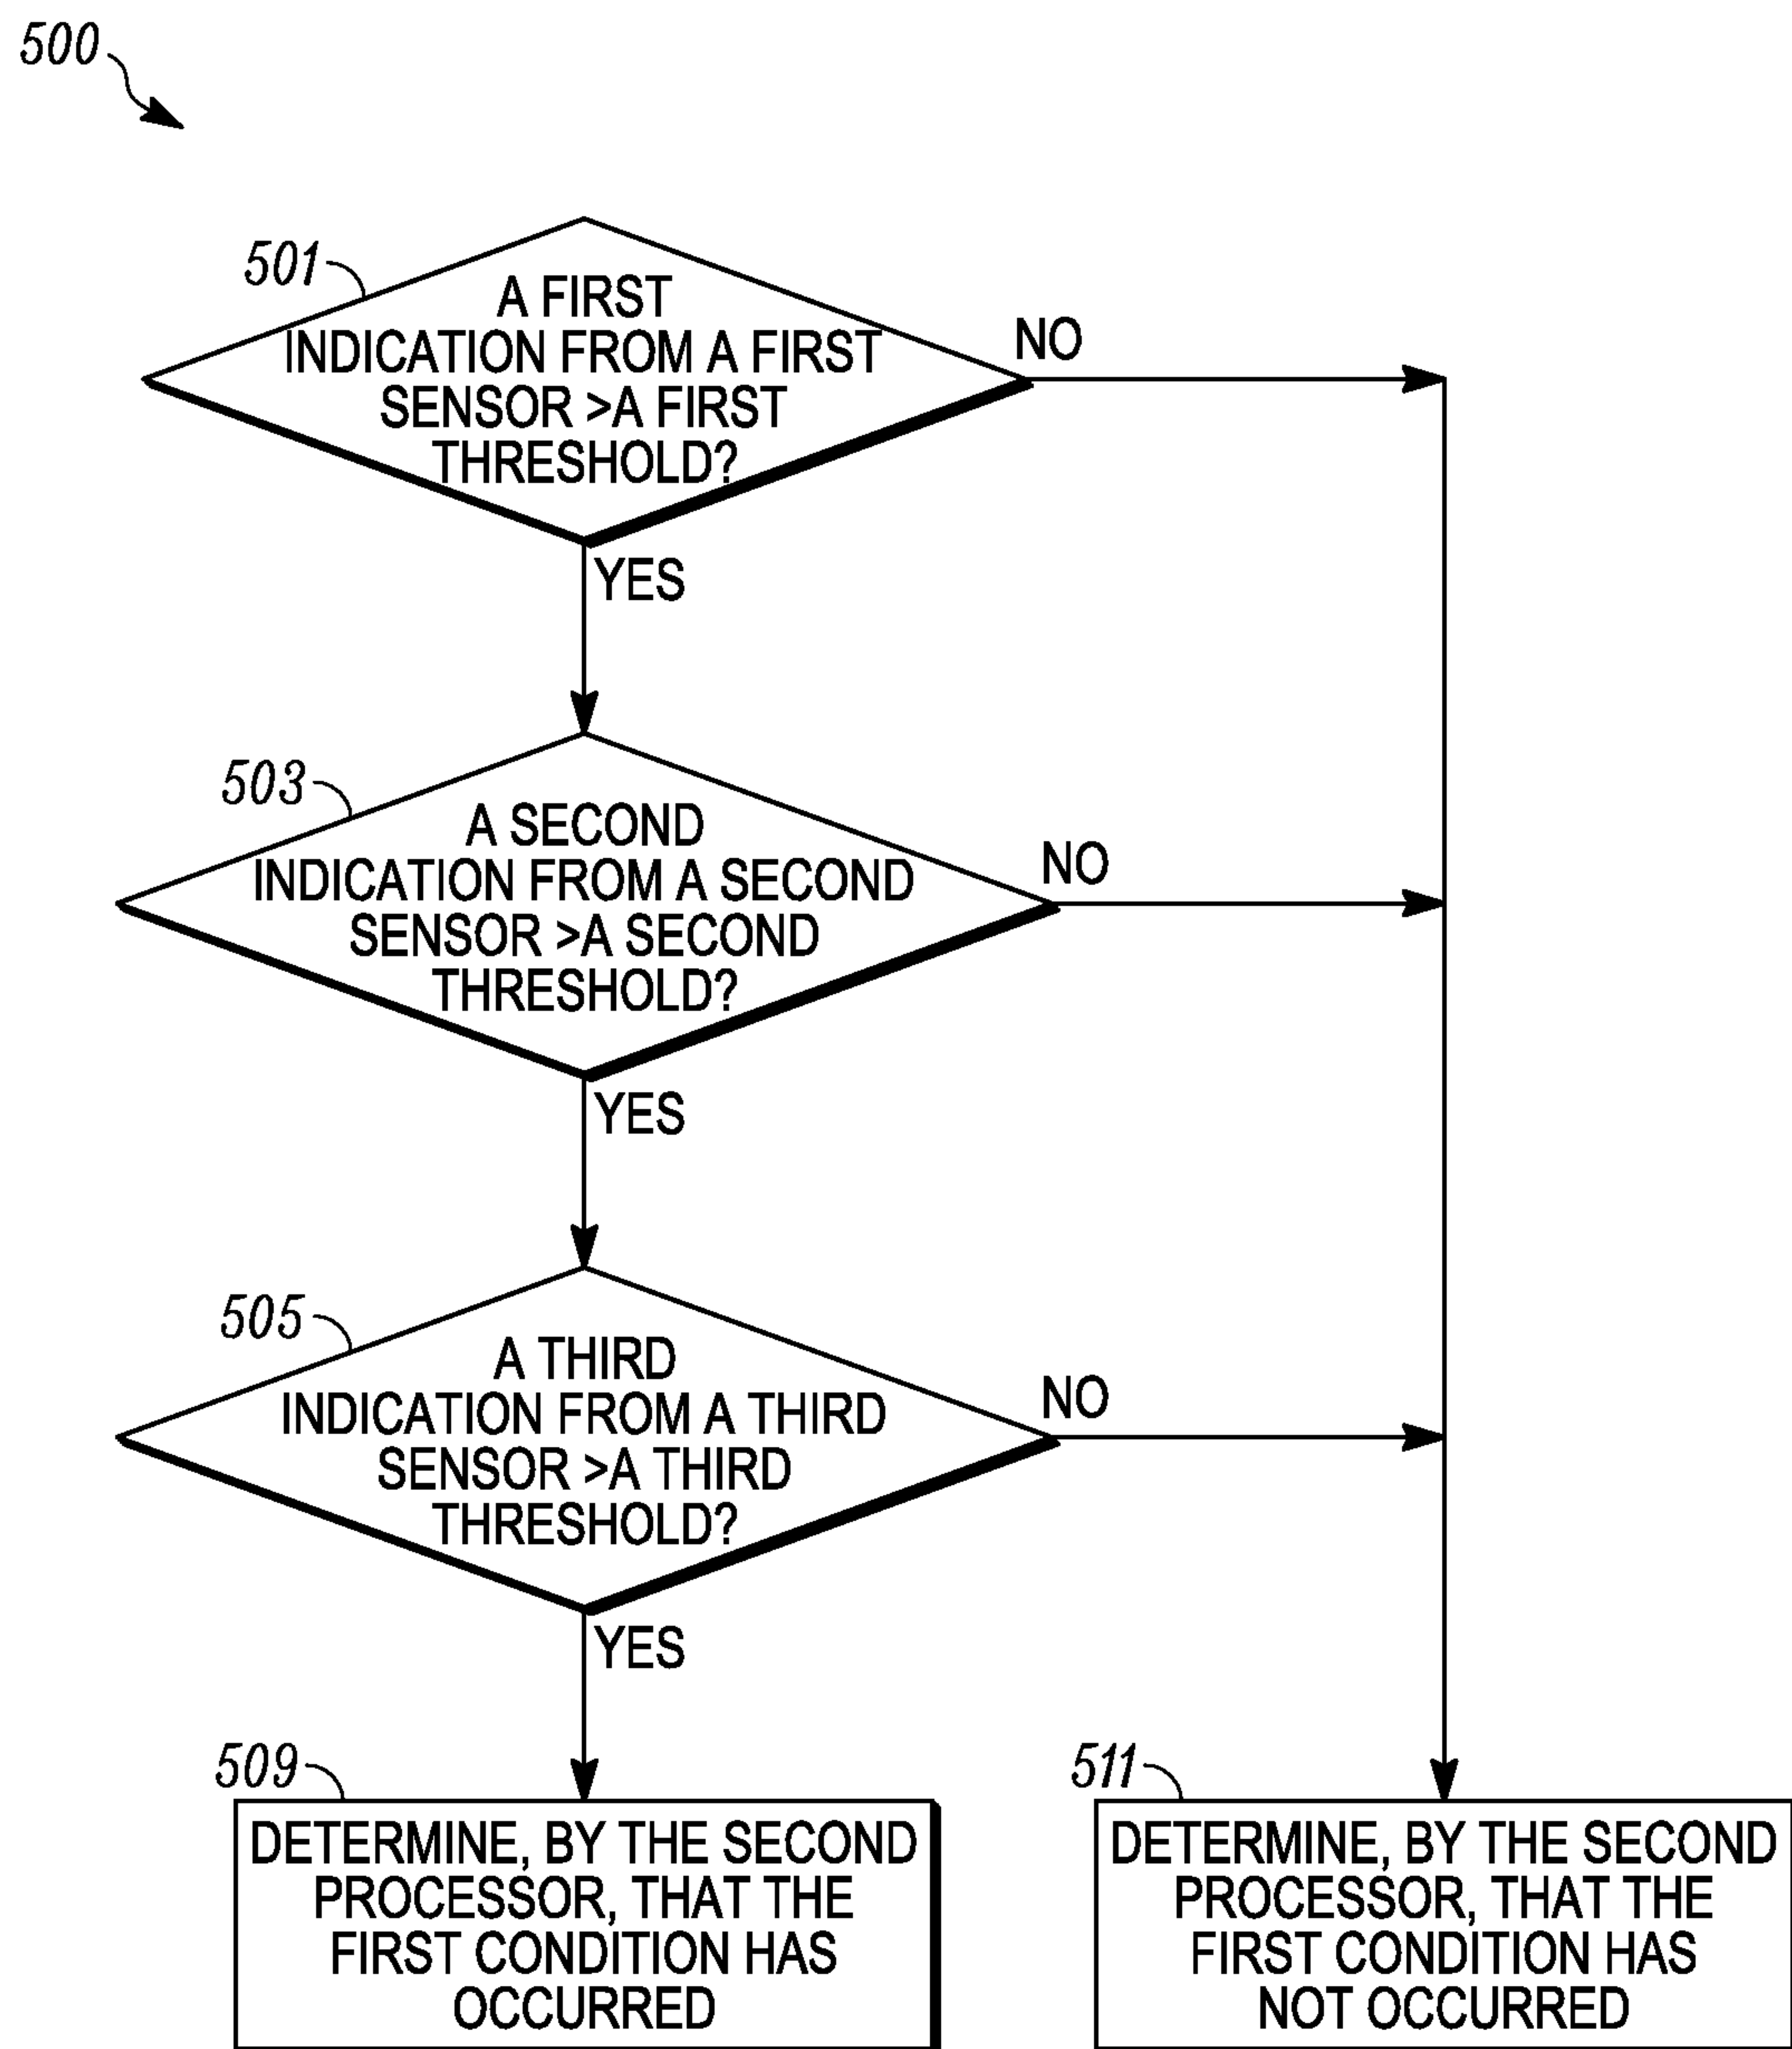 500
501
A FIRST
INDICATION FROM A FIRST
SENSOR >A FIRST
THRESHOLD?
NO
YES
503
A SECOND
INDICATION FROM A SECOND
SENSOR >A SECOND
THRESHOLD?
NO
YES
505
A THIRD
INDICATION FROM A THIRD
SENSOR >A THIRD
THRESHOLD?
NO
YES
509
DETERMINE, BY THE SECOND
PROCESSOR, THAT THE
FIRST CONDITION HAS
OCCURRED
511
DETERMINE, BY THE SECOND
PROCESSOR, THAT THE
FIRST CONDITION HAS
NOT OCCURRED